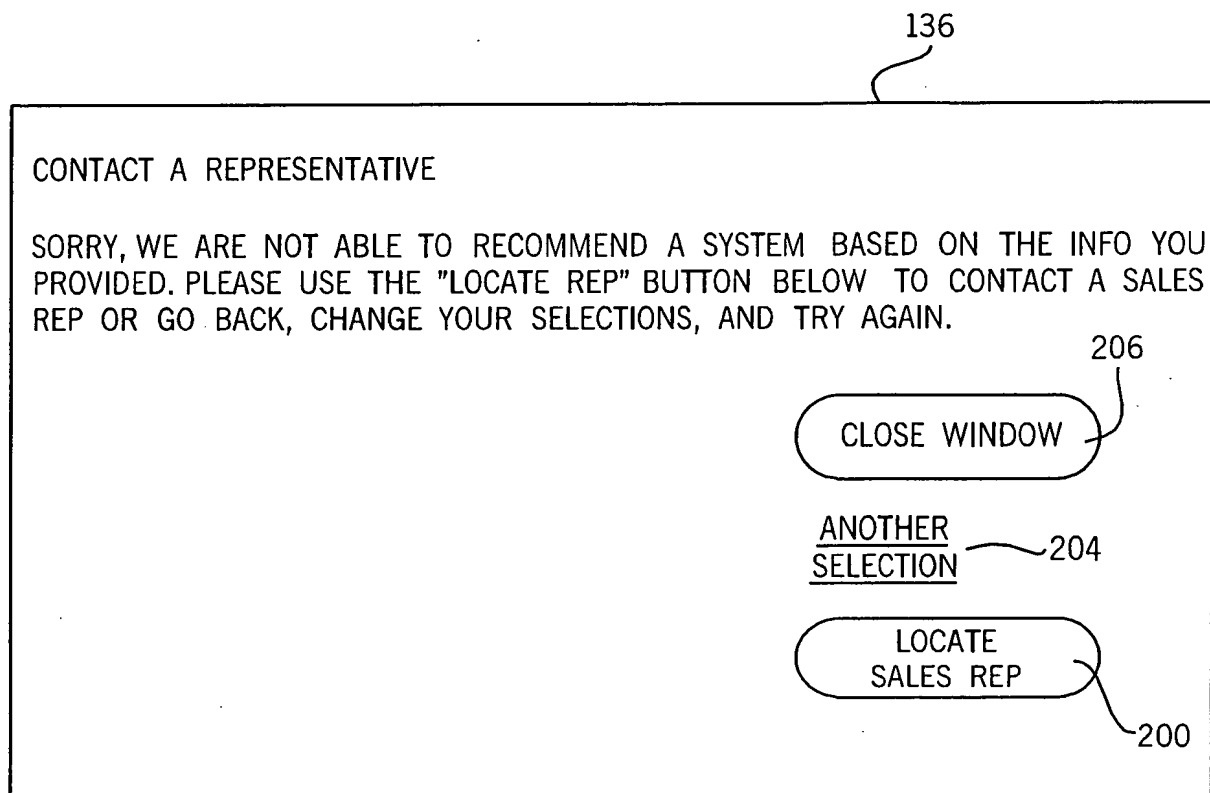 136
CONTACT A REPRESENTATIVE
SORRY, WE ARE NOT ABLE TO RECOMMEND A SYSTEM BASED ON THE INFO YOU
PROVIDED. PLEASE USE THE "LOCATE REP" BUTTON BELOW TO CONTACT A SALES
REP OR GO BACK, CHANGE YOUR SELECTIONS, AND TRY AGAIN.
206
CLOSE WINDOW
ANOTHER
SELECTION
204
LOCATE
SALES REP
200